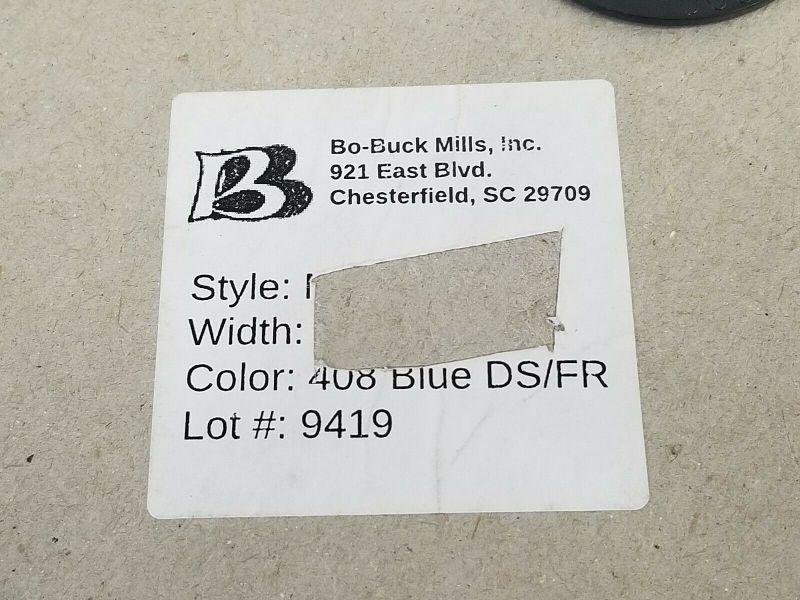 B
Bo-Buck Mills, Inc.
921 East Blvd.
Chesterfield, SC 29709
Style:
Width:
Color: 408 Blue DS/FR
Lot #: 9419